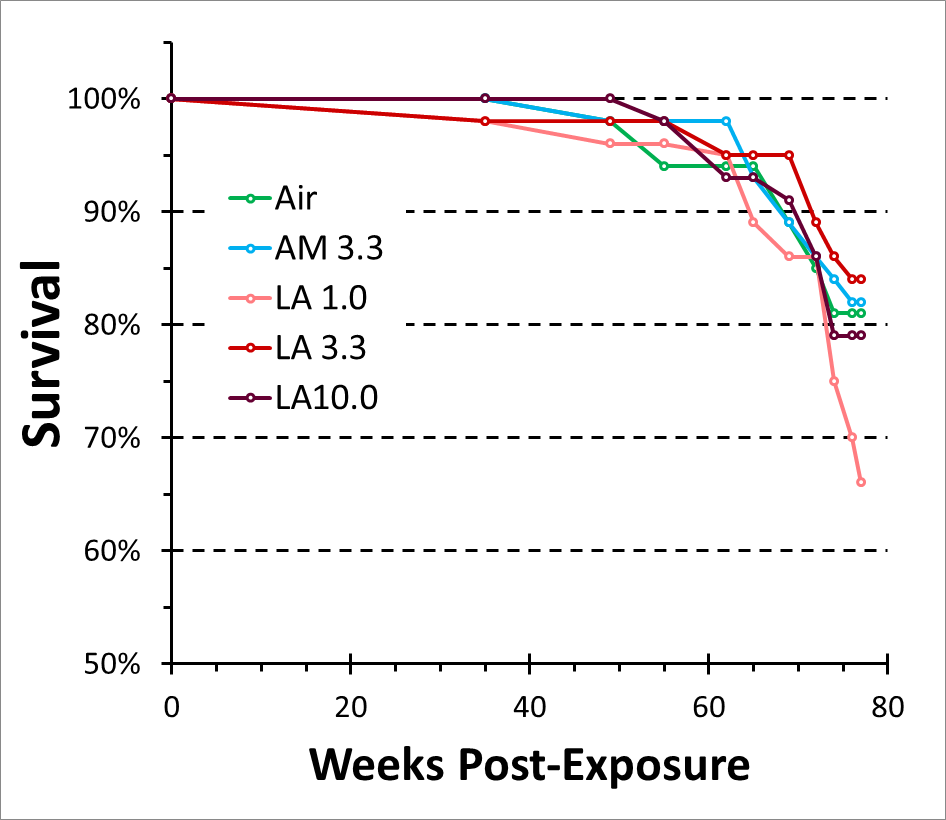 100%
90%
80%
70%
60%
50%
Survival
Air
AM 3.3
LA 1.0
LA 3.3
LA10.0
0 20 40 60 80
Weeks Post-Exposure